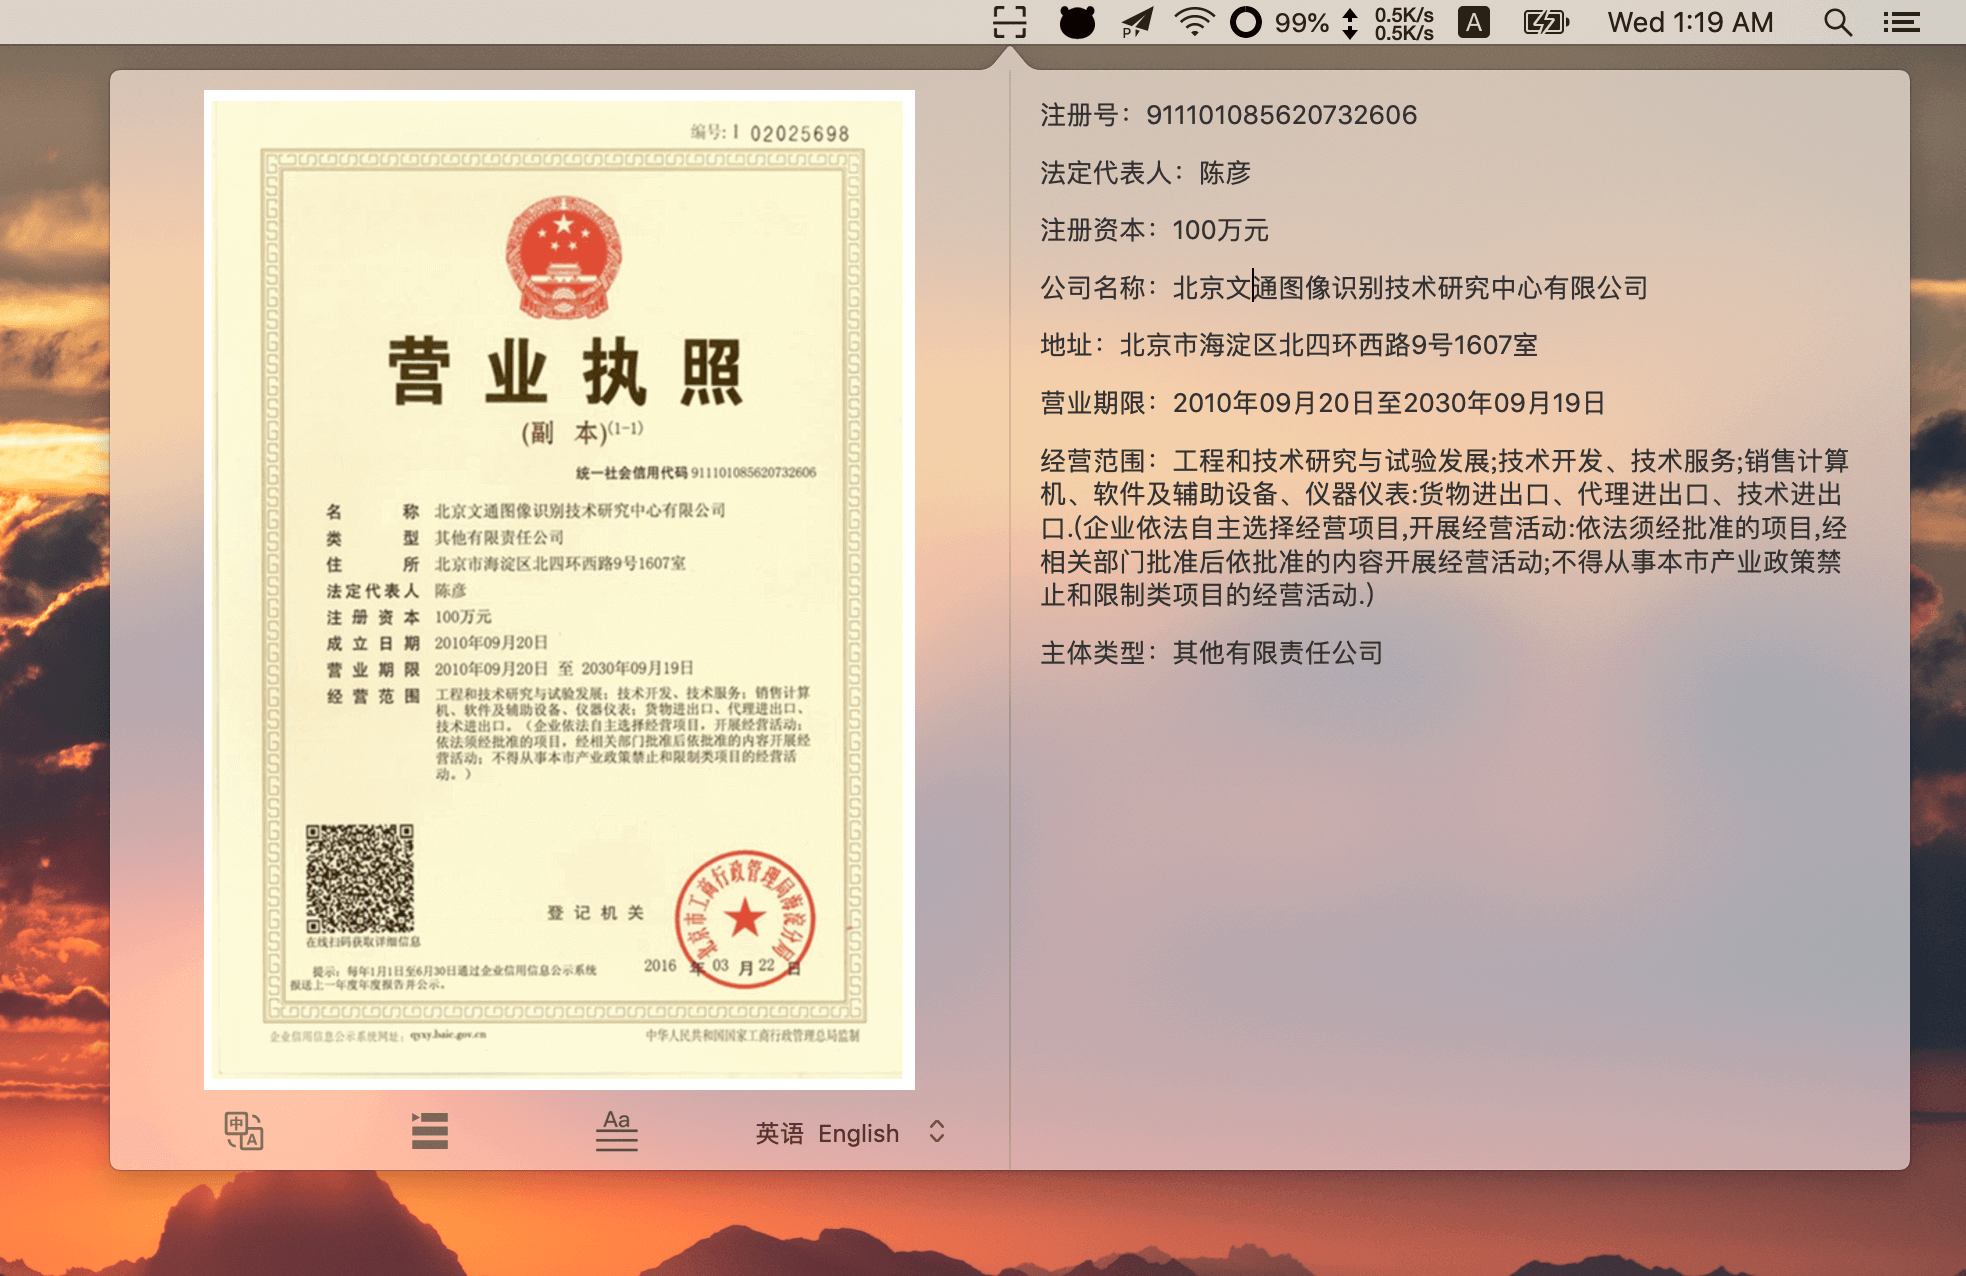 P
99%
0.5K/s
0.5K/s
A
Wed 1:19 AM
编号: 1 02025698
营业执照
(副 本)(1-1)
统一社会信用代码 911101085620732606
名 称 北京文通图像识别技术研究中心有限公司
类 型 其他有限责任公司
住 所 北京市海淀区北四环西路9号1607室
法定代表人 陈彦
注册资本 100万元
成立日期 2010年09月20日
营业期限 2010年09月20日 至 2030年09月19日
经营范围 工程和技术研究与试验发展；技术开发、技术服务；销售计算
机、软件及辅助设备、仪器仪表；货物进出口、代理进出口、
技术进出口。（企业依法自主选择经营项目，开展经营活动；
依法须经批准的项目，经相关部门批准后依批准的内容开展经
营活动；不得从事本市产业政策禁止和限制类项目的经营活
动。）
在线扫码获取详细信息
登记机关
北京市工商行政管理局海淀分局
2016 年 03 月 22 日
提示：每年1月1日至6月30日通过企业信用信息公示系统
报送上一年度年度报告并公示。
企业信用信息公示系统网址：qyxy.baic.gov.cn
中华人民共和国国家工商行政管理总局监制
中 A
Aa
英语 English
注册号：911101085620732606
法定代表人：陈彦
注册资本：100万元
公司名称：北京文通图像识别技术研究中心有限公司
地址：北京市海淀区北四环西路9号1607室
营业期限：2010年09月20日至2030年09月19日
经营范围：工程和技术研究与试验发展;技术开发、技术服务;销售计算
机、软件及辅助设备、仪器仪表:货物进出口、代理进出口、技术进出
口.(企业依法自主选择经营项目,开展经营活动:依法须经批准的项目,经
相关部门批准后依批准的内容开展经营活动;不得从事本市产业政策禁
止和限制类项目的经营活动.)
主体类型：其他有限责任公司